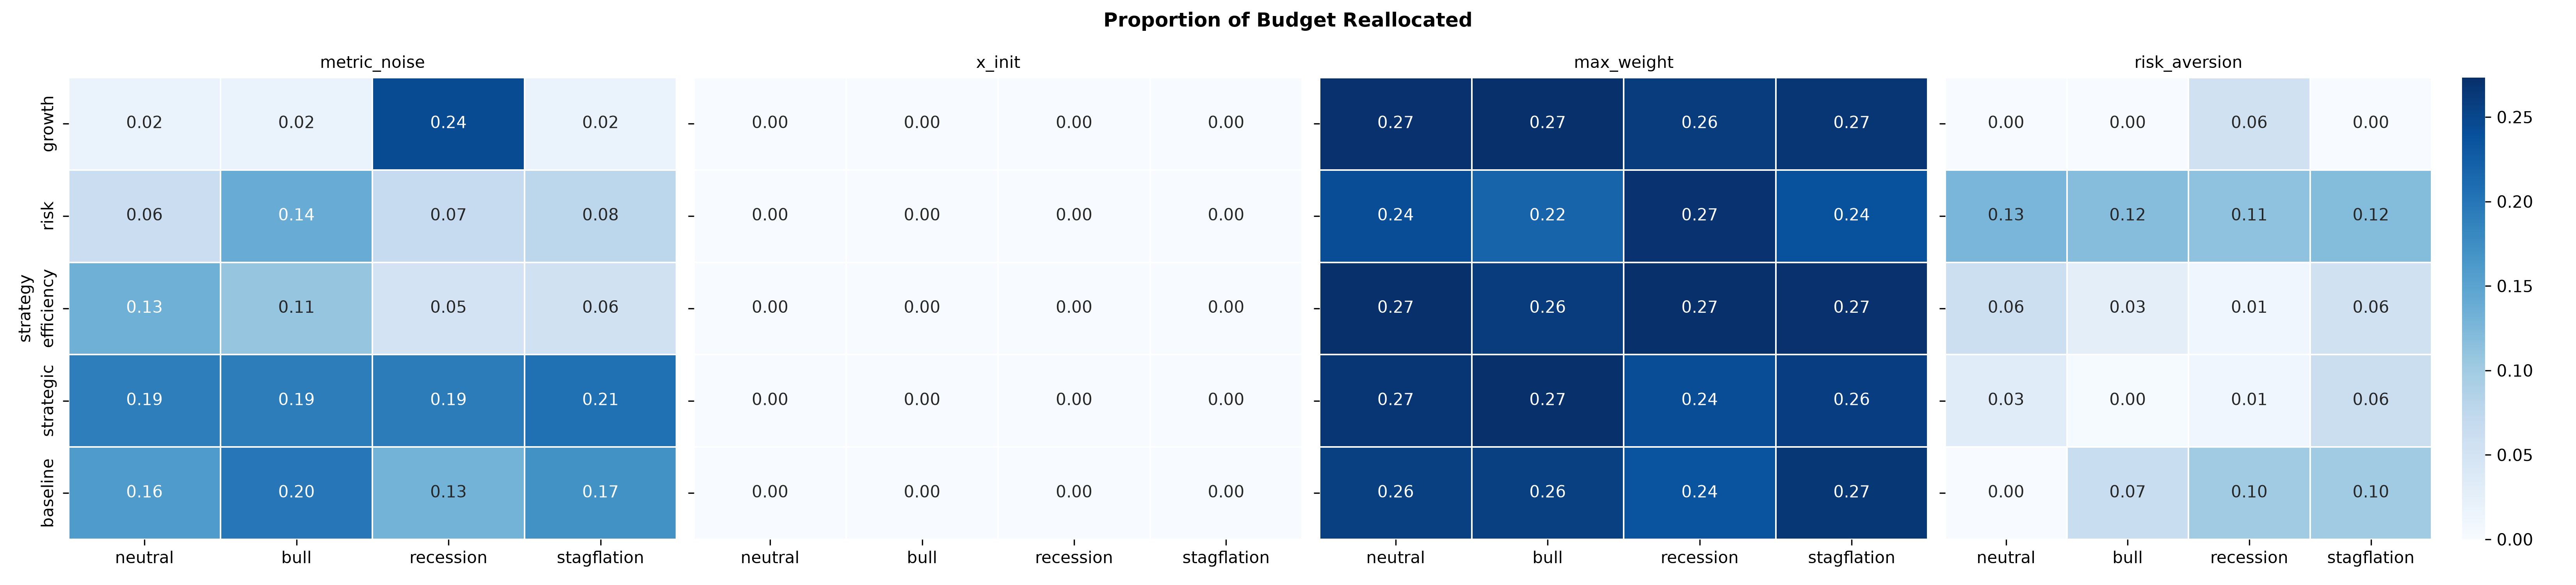 Proportion of Budget Reallocated
metric_noise x_init max_weight risk_aversion
growth 0.02 0.02 0.24 0.02 0.00 0.00 0.00 0.00 0.27 0.27 0.26 0.27 0.00 0.00 0.06 0.00
risk 0.06 0.14 0.07 0.08 0.00 0.00 0.00 0.00 0.24 0.22 0.27 0.24 0.13 0.12 0.11 0.12
strategy
efficiency 0.13 0.11 0.05 0.06 0.00 0.00 0.00 0.00 0.27 0.26 0.27 0.27 0.06 0.03 0.01 0.06
strategic 0.19 0.19 0.19 0.21 0.00 0.00 0.00 0.00 0.27 0.27 0.24 0.26 0.03 0.00 0.01 0.06
baseline 0.16 0.20 0.13 0.17 0.00 0.00 0.00 0.00 0.26 0.26 0.24 0.27 0.00 0.07 0.10 0.10
neutral bull recession stagflation neutral bull recession stagflation neutral bull recession stagflation neutral bull recession stagflation
0.25
0.20
0.15
0.10
0.05
0.00